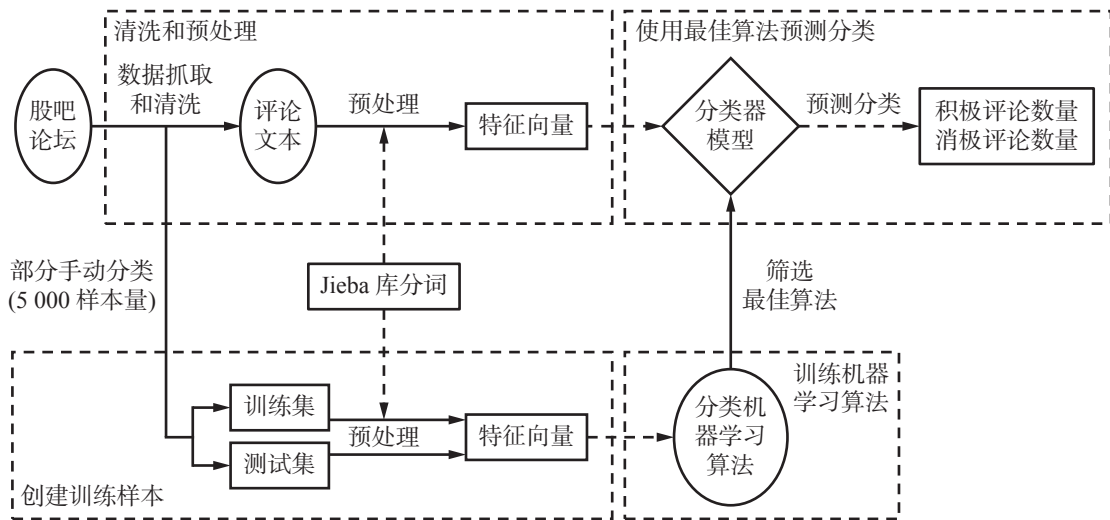 清洗和预处理
使用最佳算法预测分类
股吧
论坛
数据抓取
和清洗
评论
文本
预处理
特征向量
分类器
模型
预测分类
积极评论数量
消极评论数量
部分手动分类
(5 000 样本量)
Jieba 库分词
筛选
最佳算法
训练集
测试集
预处理
特征向量
分类机
器学习
算法
训练机器
学习算法
创建训练样本